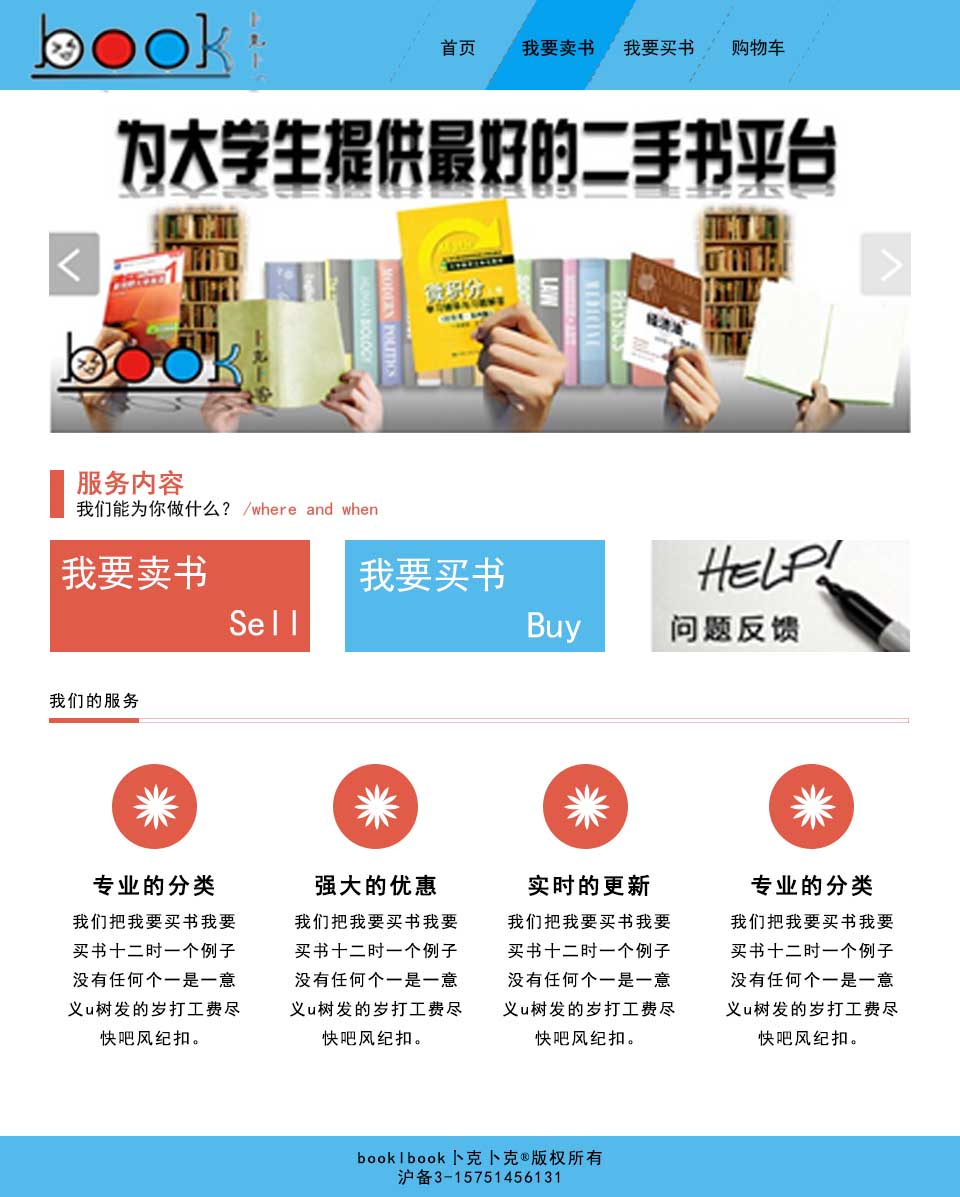 book
首页
我要卖书
我要买书
购物车
为大学生提供最好的二手书平台
微积分
LAW
MEDICINE
PHYSICS
HUMAN BIOLOGY
MODERN POLITICS
经济法
book
服务内容
我们能为你做什么? /where and when
我要卖书
Sell
我要买书
Buy
HELP!
问题反馈
我们的服务
专业的分类
我们把我要买书我要
买书十二时一个例子
没有任何个一是一意
义u树发的岁打工费尽
快吧风纪扣。
强大的优惠
我们把我要买书我要
买书十二时一个例子
没有任何个一是一意
义u树发的岁打工费尽
快吧风纪扣。
实时的更新
我们把我要买书我要
买书十二时一个例子
没有任何个一是一意
义u树发的岁打工费尽
快吧风纪扣。
专业的分类
我们把我要买书我要
买书十二时一个例子
没有任何个一是一意
义u树发的岁打工费尽
快吧风纪扣。
booklbook卜克卜克®版权所有
沪备3-15751456131